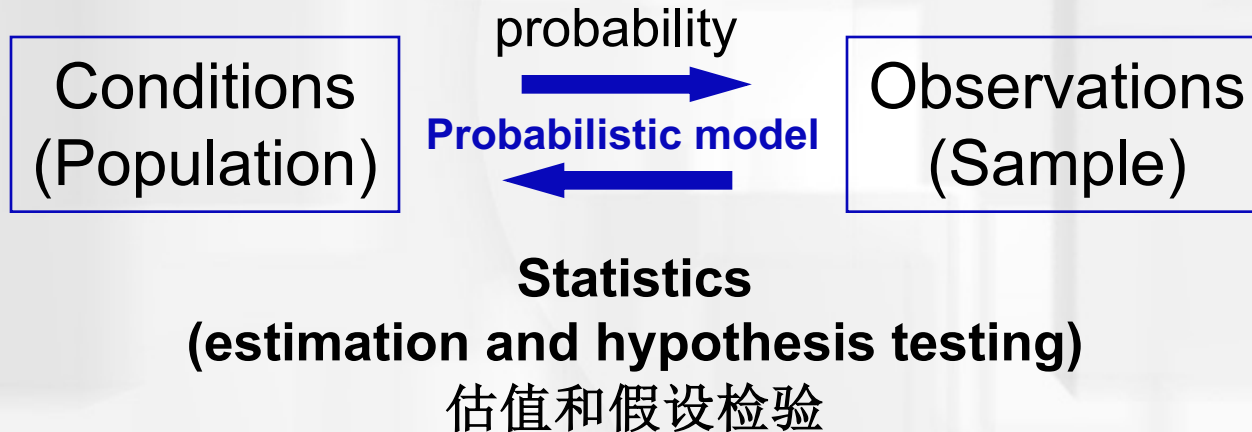 probability
Conditions
(Population)
Probabilistic model
Observations
(Sample)
Statistics
(estimation and hypothesis testing)
估值和假设检验